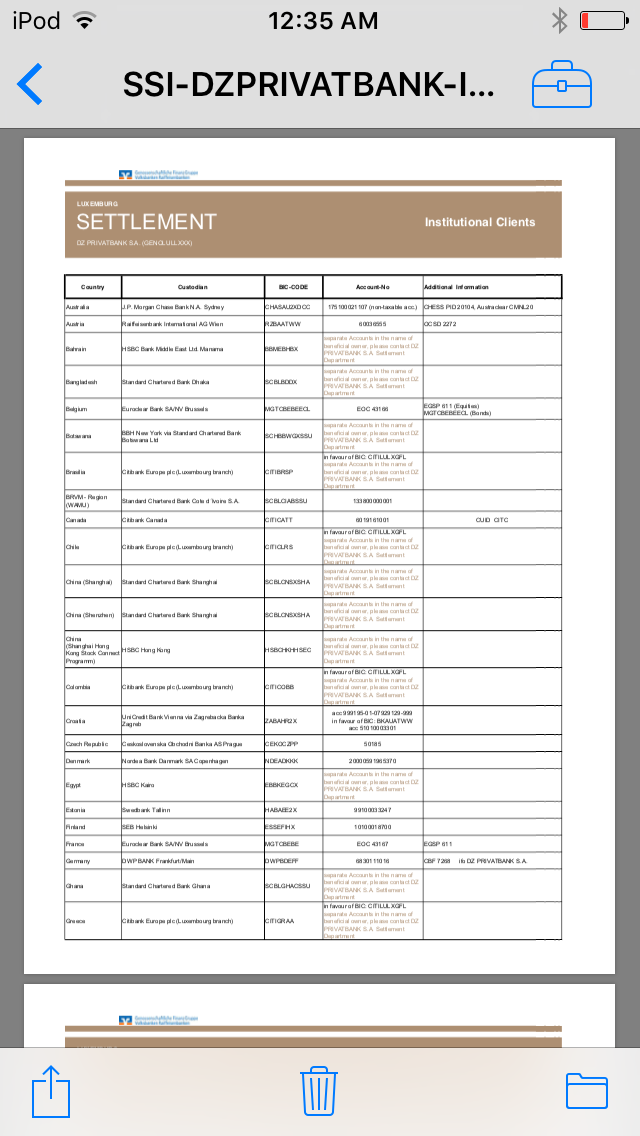 iPod
12:35 AM
SSI-DZPRIVATBANK-I...
Genossenschaftliche FinanzGruppe
Volksbanken Raiffeisenbanken
LUXEMBURG
SETTLEMENT
Institutional Clients
DZ PRIVATBANK S.A. (GENOLULLXXX)
Country Custodian BIC-CODE Account-No Additional Information
Australia J.P. Morgan Chase Bank N.A. Sydney CHASAU2XDCC 175100021107 (non-taxable acc.) CHESS PID 20104, Austraclear CMNL20
Austria Raiffeisenbank International AG Wien RZBAATWW 60036555 OCSD 2272
Bahrain HSBC Bank Middle East Ltd. Manama BBMEBHBX
separate Accounts in the name of
beneficial owner, please contact DZ
PRIVATBANK S.A. Settlement
Department
Bangladesh Standard Chartered Bank Dhaka SCBLBDDX
separate Accounts in the name of
beneficial owner, please contact DZ
PRIVATBANK S.A. Settlement
Department
Belgium Euroclear Bank SA/NV Brussels MGTCBEBEECL EOC 43166
EGSP 611 (Equities)
MGTCBEBEECL (Bonds)
Botswana
BBH New York via Standard Chartered Bank
Botswana Ltd
SCHBBWGXSSU
separate Accounts in the name of
beneficial owner, please contact DZ
PRIVATBANK S.A. Settlement
Department
Brasilia Citibank Europe plc (Luxembourg branch) CITIBRSP
in favour of BIC: CITILULXGFL
separate Accounts in the name of
beneficial owner, please contact DZ
PRIVATBANK S.A. Settlement
Department
BRVM - Region
(WAMU)
Standard Chartered Bank Cote d Ivoire S.A. SCBLCIABSSU 133800000001
Canada Citibank Canada CITICATT 6019161001 CUID CITC
Chile Citibank Europe plc (Luxembourg branch) CITICLRS
in favour of BIC: CITILULXGFL
separate Accounts in the name of
beneficial owner, please contact DZ
PRIVATBANK S.A. Settlement
Department
China (Shanghai) Standard Chartered Bank Shanghai SCBLCNSXSHA
separate Accounts in the name of
beneficial owner, please contact DZ
PRIVATBANK S.A. Settlement
Department
China (Shenzhen) Standard Chartered Bank Shanghai SCBLCNSXSHA
separate Accounts in the name of
beneficial owner, please contact DZ
PRIVATBANK S.A. Settlement
Department
China
(Shanghai Hong
Kong Stock Connect
Programm)
HSBC Hong Kong HSBCHKHHSEC
separate Accounts in the name of
beneficial owner, please contact DZ
PRIVATBANK S.A. Settlement
Department
Colombia Citibank Europe plc (Luxembourg branch) CITICOBB
in favour of BIC: CITILULXGFL
separate Accounts in the name of
beneficial owner, please contact DZ
PRIVATBANK S.A. Settlement
Department
Croatia
UniCredit Bank Vienna via Zagrebacka Banka
Zagreb
ZABAHR2X
acc 999195-01-07929129-999
in favour of BIC: BKAUATWW
acc 51010003301
Czech Republic Ceskoslovenska Obchodni Banka AS Prague CEKOCZPP 50185
Denmark Nordea Bank Danmark SA Copenhagen NDEADKKK 20000591965370
Egypt HSBC Kairo EBBKEGCX
separate Accounts in the name of
beneficial owner, please contact DZ
PRIVATBANK S.A. Settlement
Department
Estonia Swedbank Tallinn HABAEE2X 99100033247
Finland SEB Helsinki ESSEFIHX 10100018700
France Euroclear Bank SA/NV Brussels MGTCBEBE EOC 43167 EGSP 611
Germany DWP BANK Frankfurt/Main DWPBDEFF 6830111016 CBF 7268 ifo DZ PRIVATBANK S.A.
Ghana Standard Chartered Bank Ghana SCBLGHACSSU
separate Accounts in the name of
beneficial owner, please contact DZ
PRIVATBANK S.A. Settlement
Department
Greece Citibank Europe plc (Luxembourg branch) CITIGRAA
in favour of BIC: CITILULXGFL
separate Accounts in the name of
beneficial owner, please contact DZ
PRIVATBANK S.A. Settlement
Department
Genossenschaftliche FinanzGruppe
Volksbanken Raiffeisenbanken